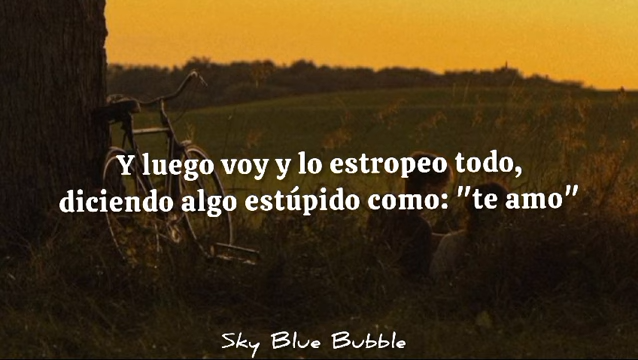 Y luego voy y lo estropeo todo,
diciendo algo estúpido como: "te amo"
Sky Blue Bubble